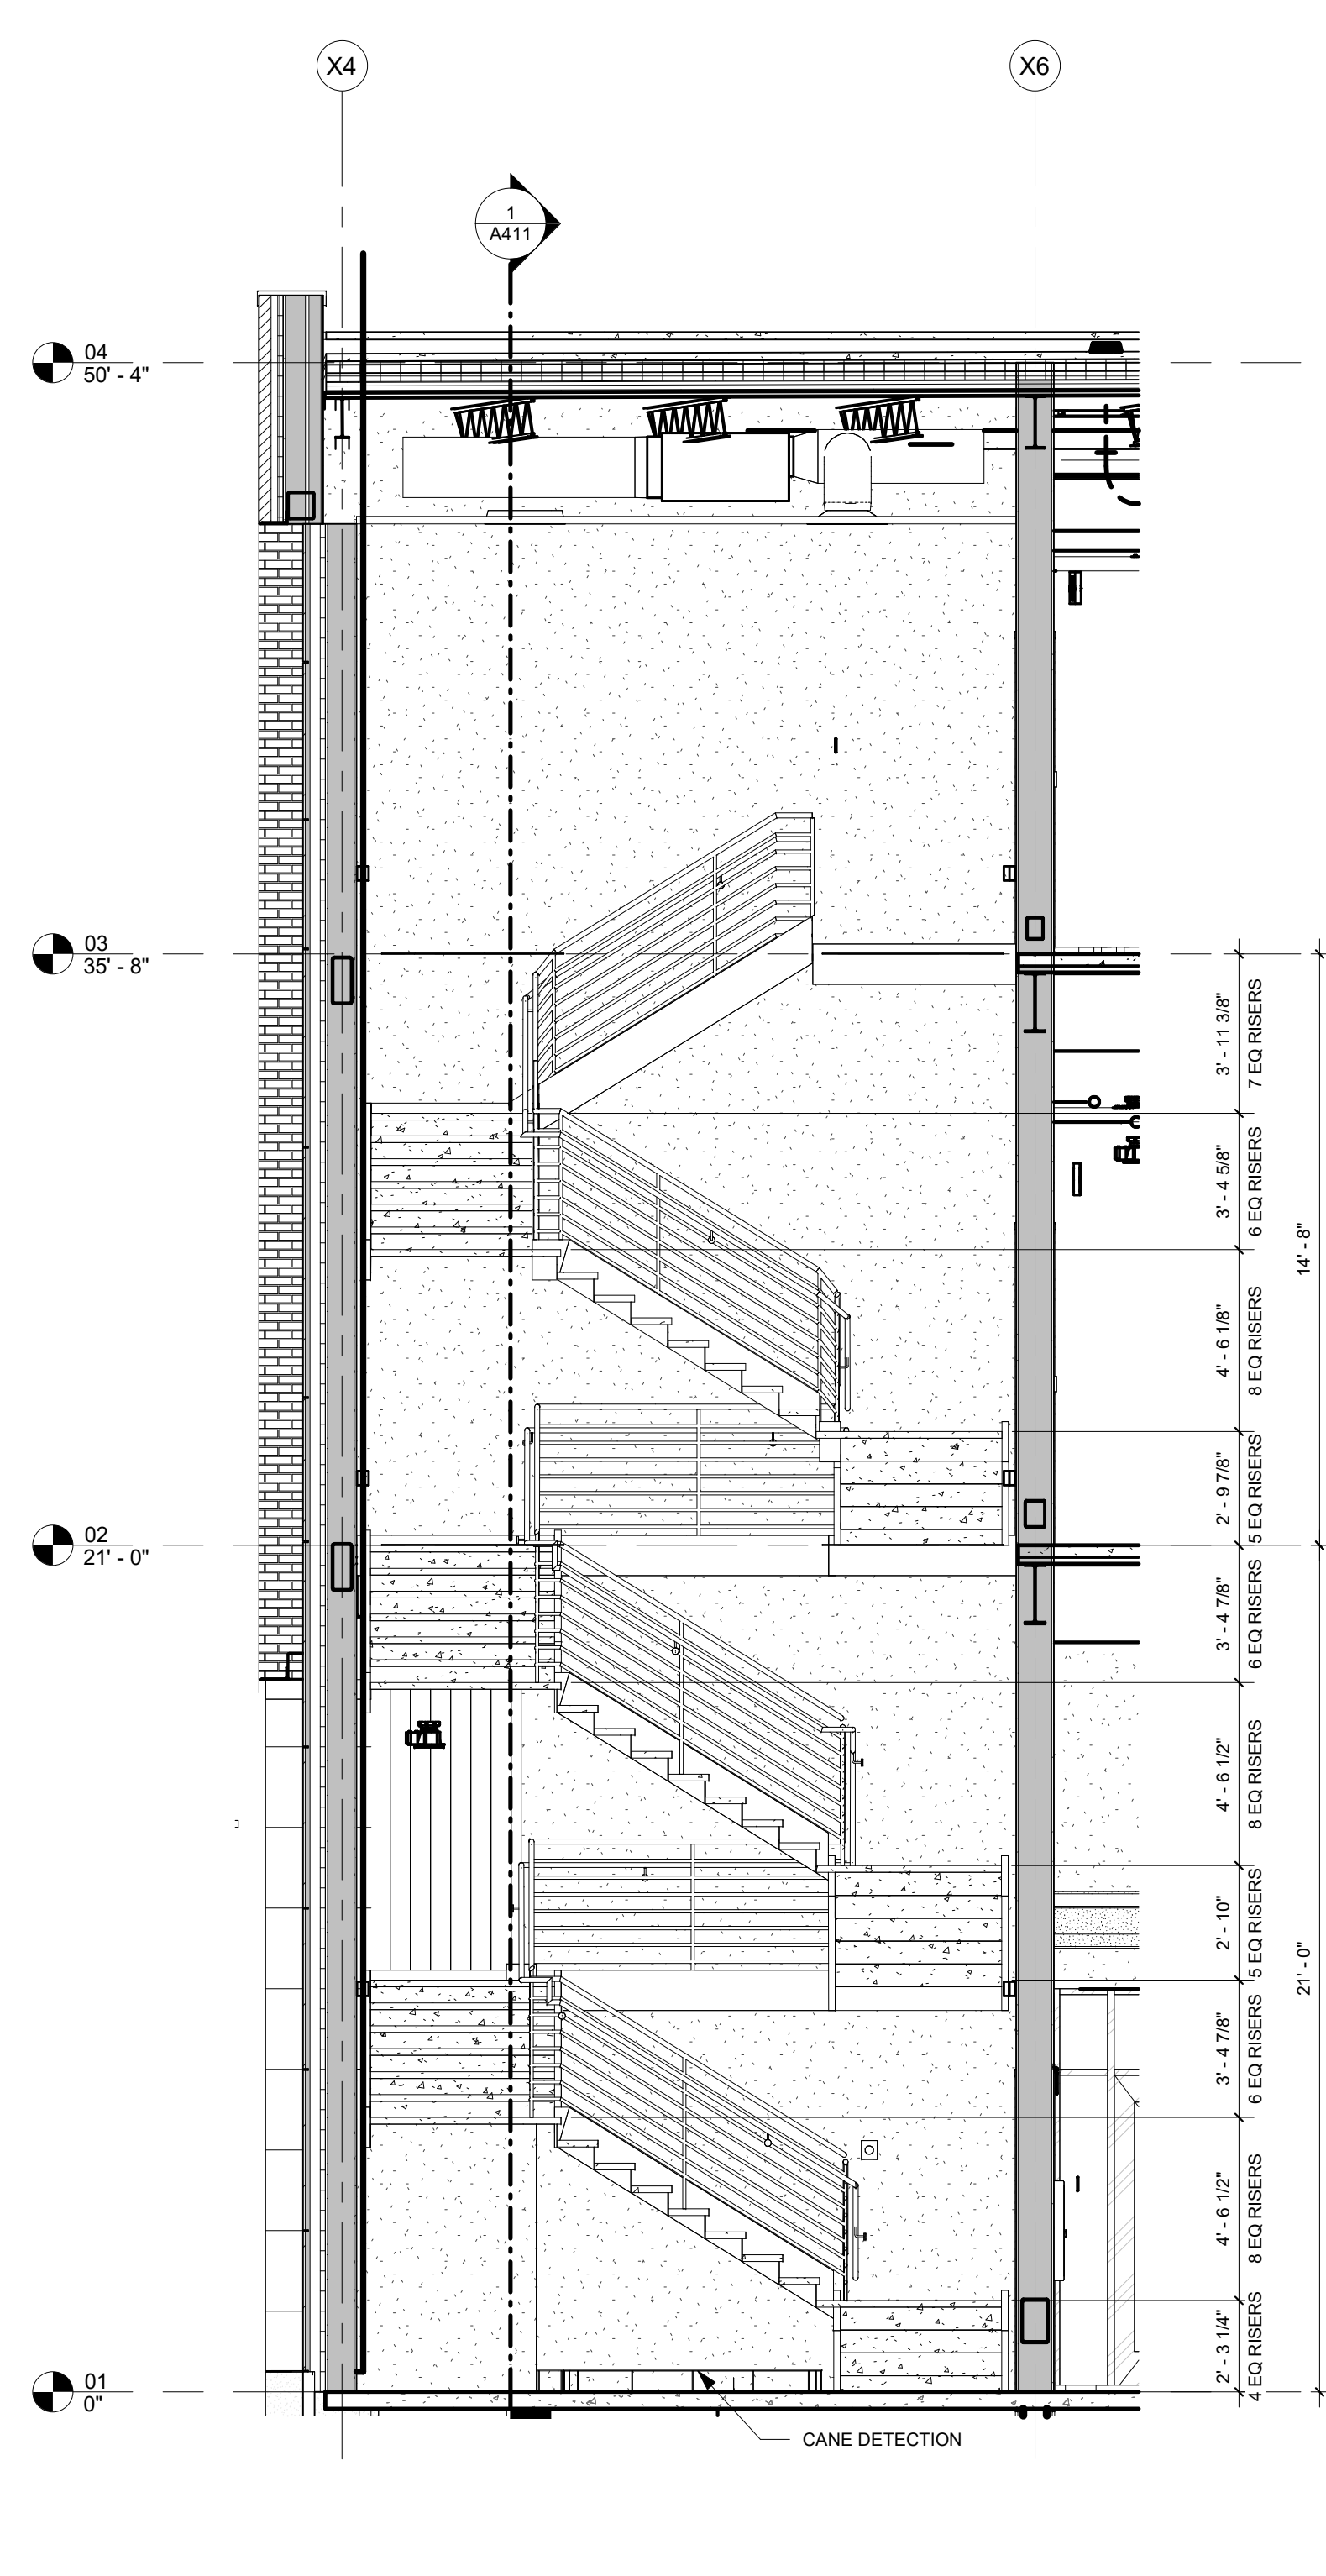 X4
X6
1
A411
04
50' - 4"
03
35' - 8"
3' - 11 3/8"
7 EQ RISERS
3' - 4 5/8"
6 EQ RISERS
14' - 8"
4' - 6 1/8"
8 EQ RISERS
2' - 9 7/8"
5 EQ RISERS
02
21' - 0"
3' - 4 7/8"
6 EQ RISERS
4' - 6 1/2"
8 EQ RISERS
2' - 10"
5 EQ RISERS
21' - 0"
3' - 4 7/8"
6 EQ RISERS
4' - 6 1/2"
8 EQ RISERS
2' - 3 1/4"
4 EQ RISERS
01
0"
CANE DETECTION